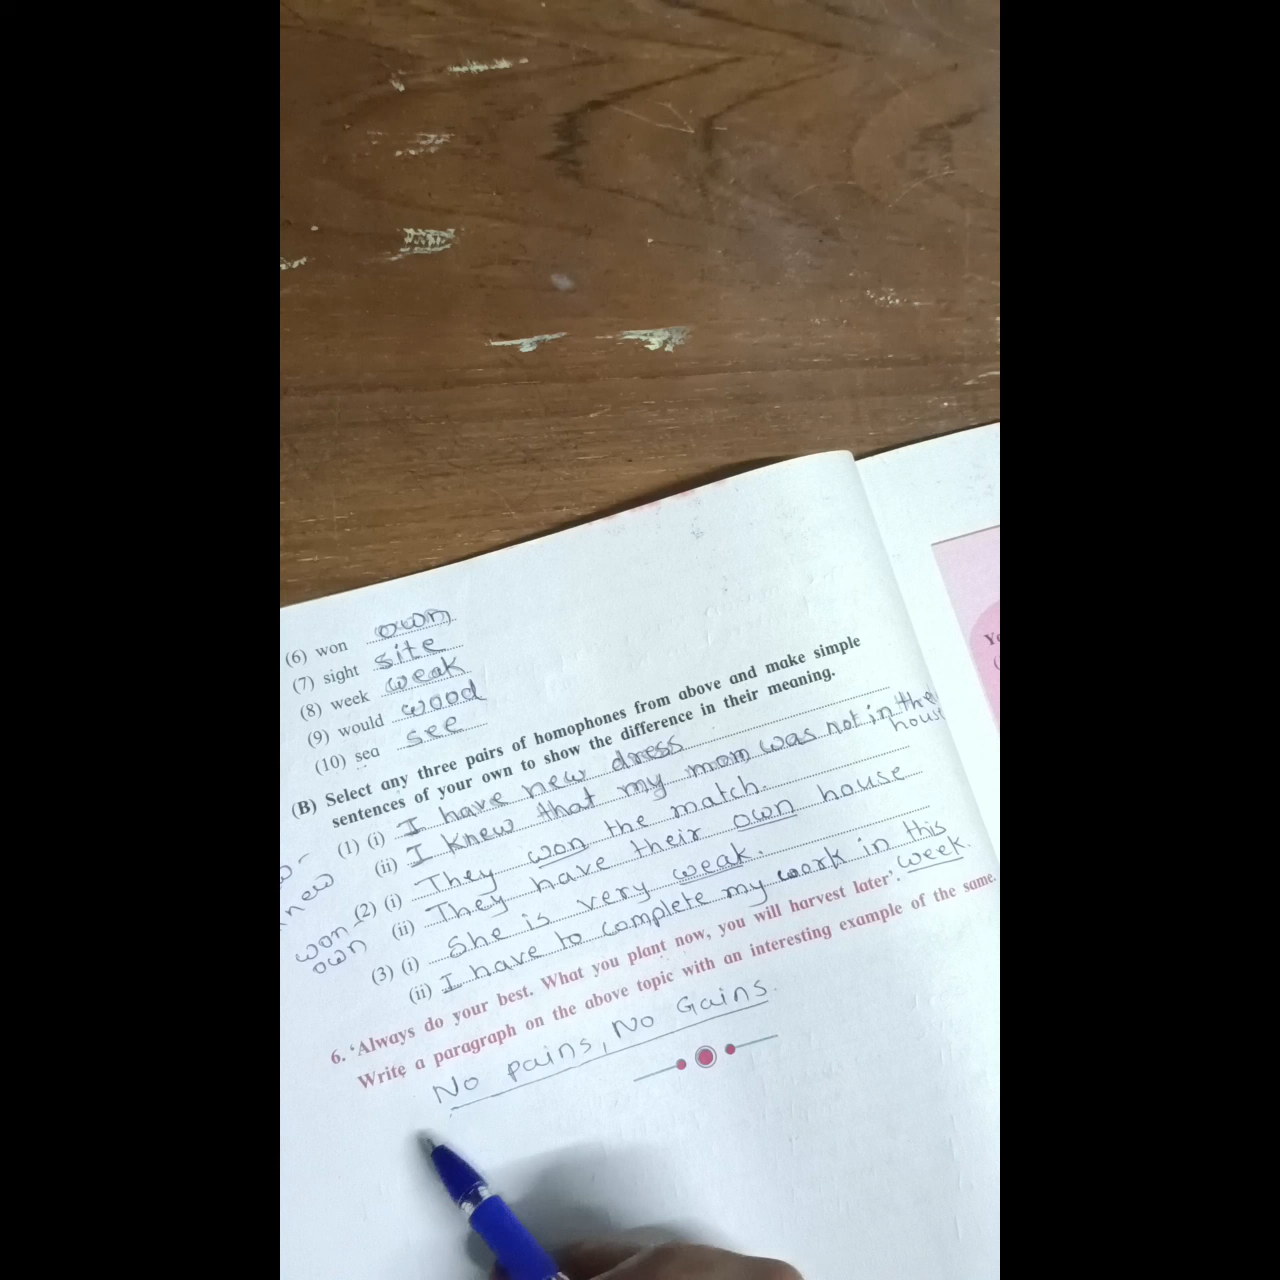 (6) won own
(7) sight site
(8) week weak
(9) would wood
(10) sea see
(B) Select any three pairs of homophones from above and make simple
sentences of your own to show the difference in their meaning.
(1) (i) I have new dress
(ii) I knew that my mom was not in the
house
new
(2) (i) They won the match.
won
own
(ii) They have their own house
(3) (i) She is very weak.
(ii) I have to complete my work in this
week.
6. 'Always do your best. What you plant now, you will harvest later'.
Write a paragraph on the above topic with an interesting example of the same.
No pains, No Gains.